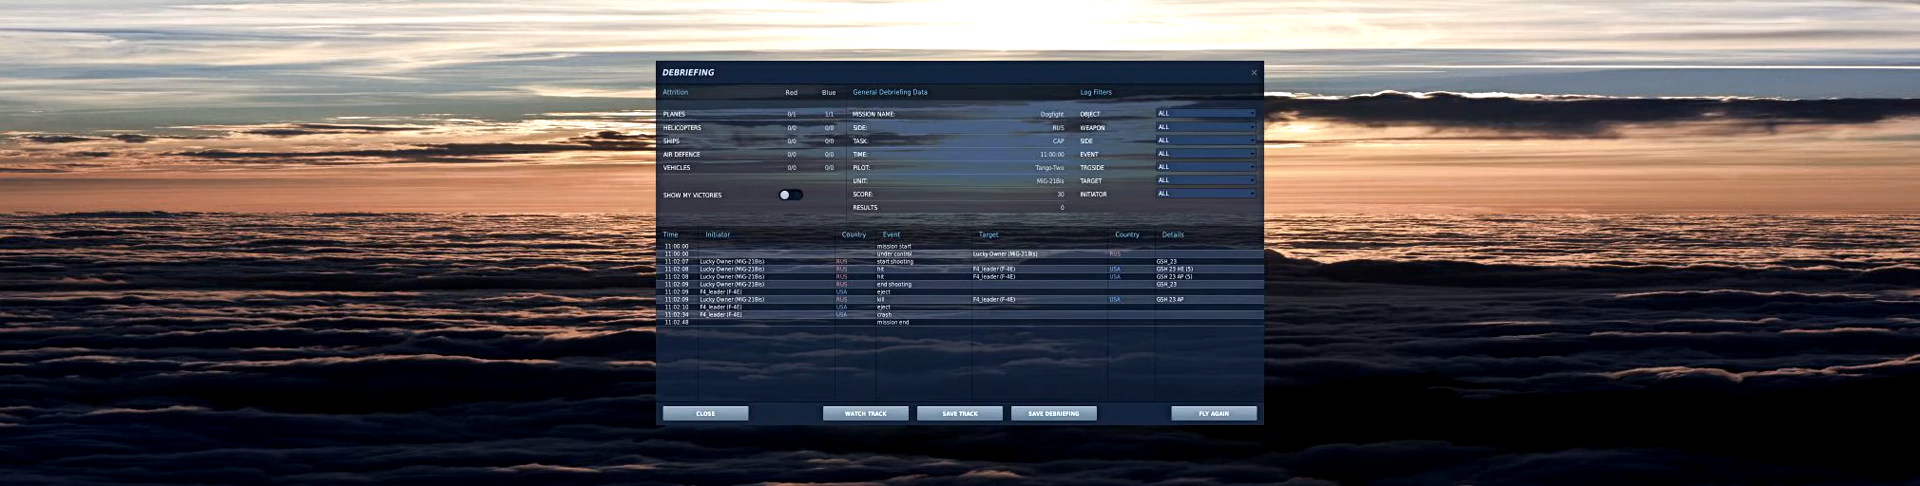 DEBRIEFING ×
Attrition Red Blue General Debriefing Data Log Filters
PLANES 0/1 1/1 MISSION NAME: Dogfight OBJECT ALL
HELICOPTERS 0/0 0/0 SIDE: RUS WEAPON ALL
SHIPS 0/0 0/0 TASK: CAP SIDE ALL
AIR DEFENCE 0/0 0/0 TIME: 11:00:00 EVENT ALL
VEHICLES 0/0 0/0 PILOT: Tango-Two TRGSIDE ALL
UNIT: MiG-21Bis TARGET ALL
SHOW MY VICTORIES SCORE: 30 INITIATOR ALL
RESULTS 0
Time Initiator Country Event Target Country Details
11:00:00 mission start
11:00:00 under control Lucky Owner (MiG-21Bis) RUS
11:02:07 Lucky Owner (MiG-21Bis) RUS start shooting GSH_23
11:02:08 Lucky Owner (MiG-21Bis) RUS hit F4_leader (F-4E) USA GSH 23 HE (5)
11:02:08 Lucky Owner (MiG-21Bis) RUS hit F4_leader (F-4E) USA GSH 23 AP (5)
11:02:09 Lucky Owner (MiG-21Bis) RUS end shooting GSH_23
11:02:09 F4_leader (F-4E) USA eject
11:02:09 Lucky Owner (MiG-21Bis) RUS kill F4_leader (F-4E) USA GSH 23 AP
11:02:10 F4_leader (F-4E) USA eject
11:02:34 F4_leader (F-4E) USA crash
11:02:48 mission end
CLOSE WATCH TRACK SAVE TRACK SAVE DEBRIEFING FLY AGAIN